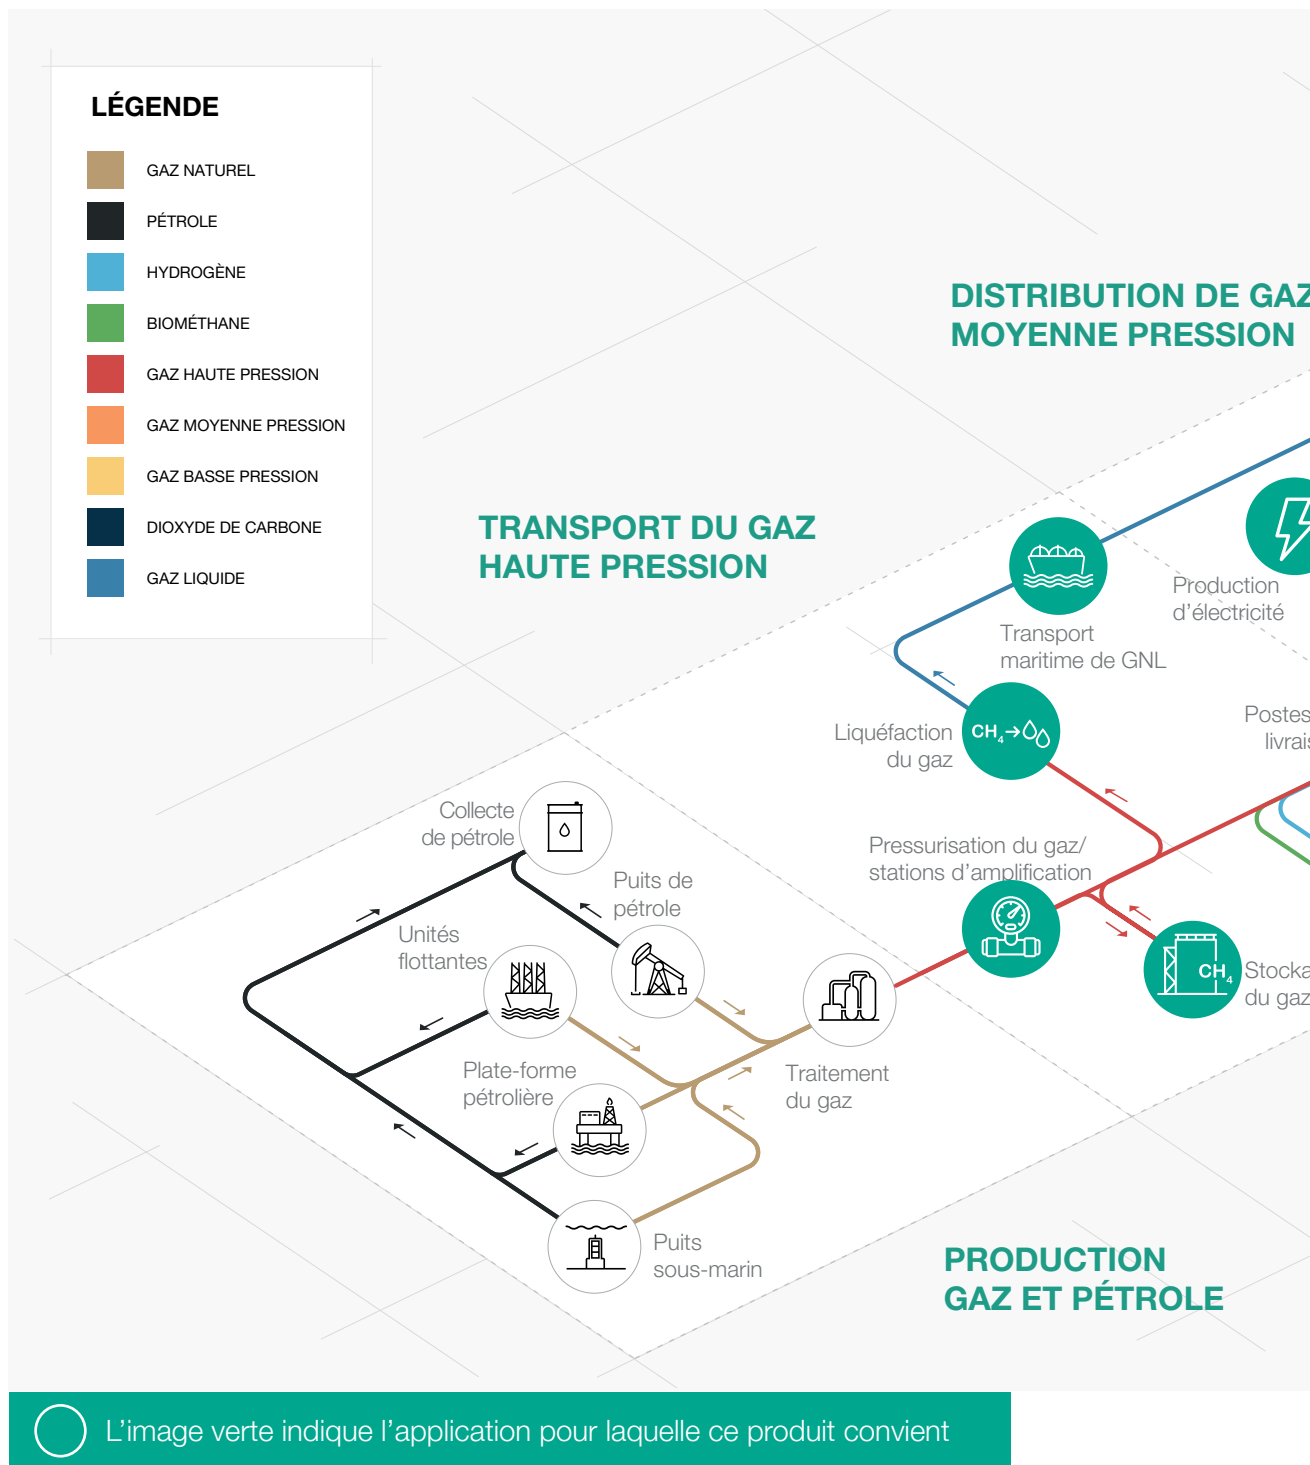 LÉGENDE
GAZ NATUREL
PÉTROLE
HYDROGÈNE
BIOMÉTHANE
GAZ HAUTE PRESSION
GAZ MOYENNE PRESSION
GAZ BASSE PRESSION
DIOXYDE DE CARBONE
GAZ LIQUIDE
DISTRIBUTION DE GAZ
MOYENNE PRESSION
TRANSPORT DU GAZ
HAUTE PRESSION
Production
d’électricité
Transport
maritime de GNL
Postes
livrais
Liquéfaction
du gaz
CH₄→
Collecte
de pétrole
Pressurisation du gaz/
stations d’amplification
Puits de
pétrole
Unités
flottantes
CH₄
Stocka
du gaz
Plate-forme
pétrolière
Traitement
du gaz
Puits
sous-marin
PRODUCTION
GAZ ET PÉTROLE
L’image verte indique l’application pour laquelle ce produit convient